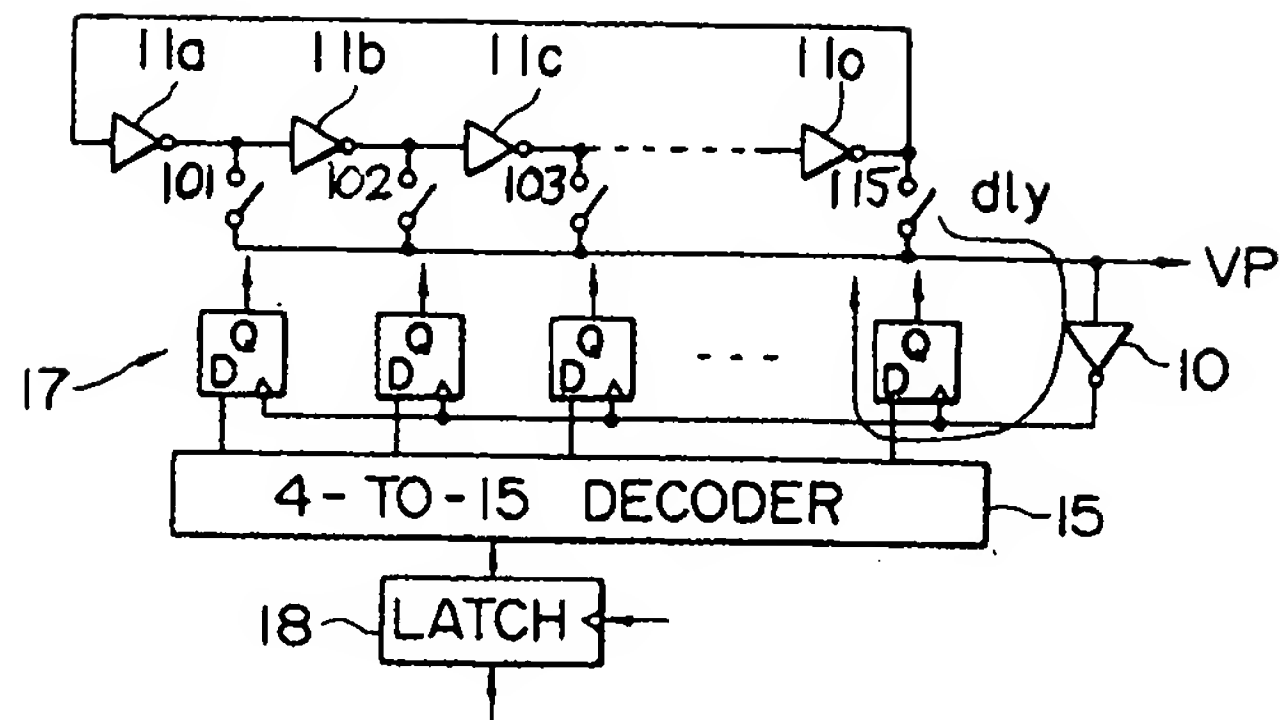 11a 11b 11c 11o
101 102 103 115 dly
VP
Q Q Q Q
D D D D
17 10
4-TO-15 DECODER 15
18 LATCH